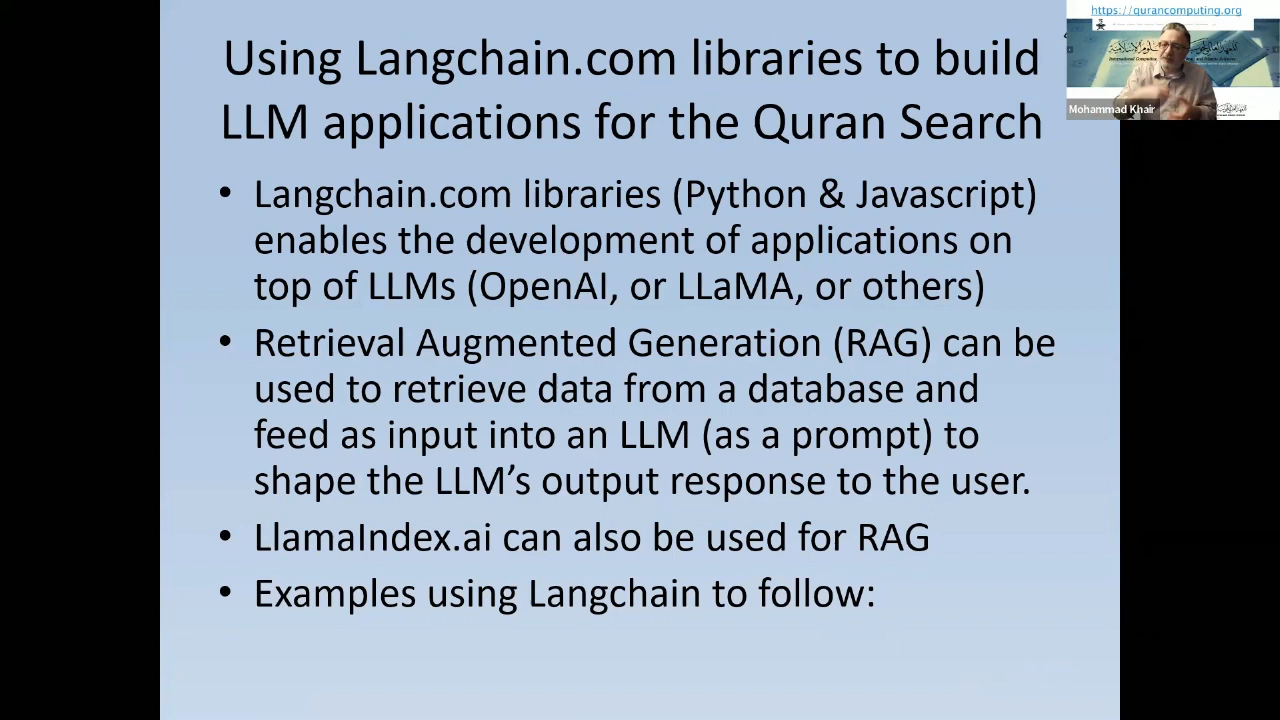 Using Langchain.com libraries to build
LLM applications for the Quran Search
• Langchain.com libraries (Python & Javascript)
enables the development of applications on
top of LLMs (OpenAI, or LLaMA, or others)
• Retrieval Augmented Generation (RAG) can be
used to retrieve data from a database and
feed as input into an LLM (as a prompt) to
shape the LLM’s output response to the user.
• LlamaIndex.ai can also be used for RAG
• Examples using Langchain to follow:
https://qurancomputing.org
Mohammad Khair